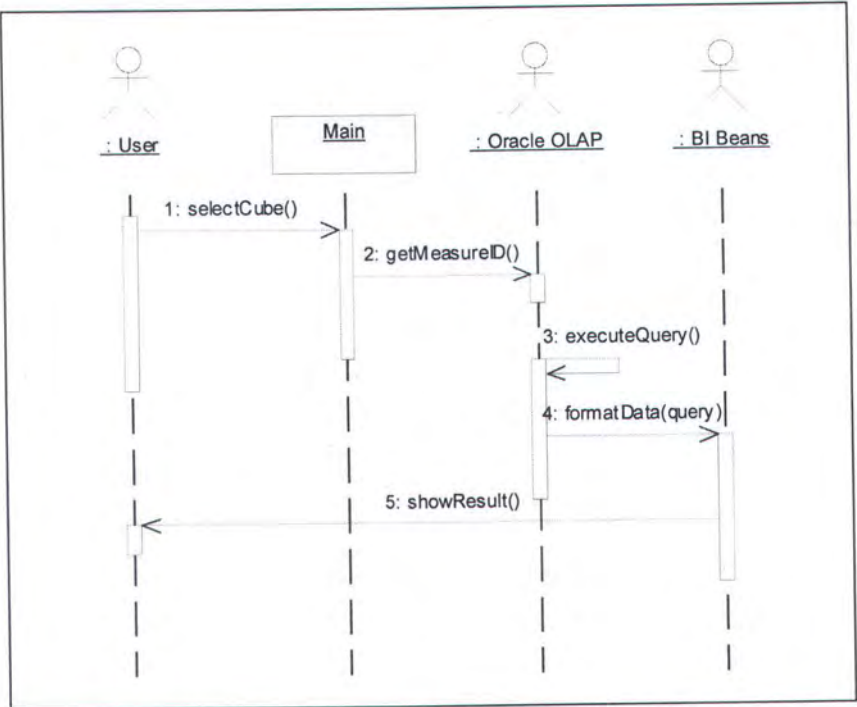 : User
Main
: Oracle OLAP
: BI Beans
1: selectCube()
2: getMeasureID()
3: executeQuery()
4: formatData(query)
5: showResult()